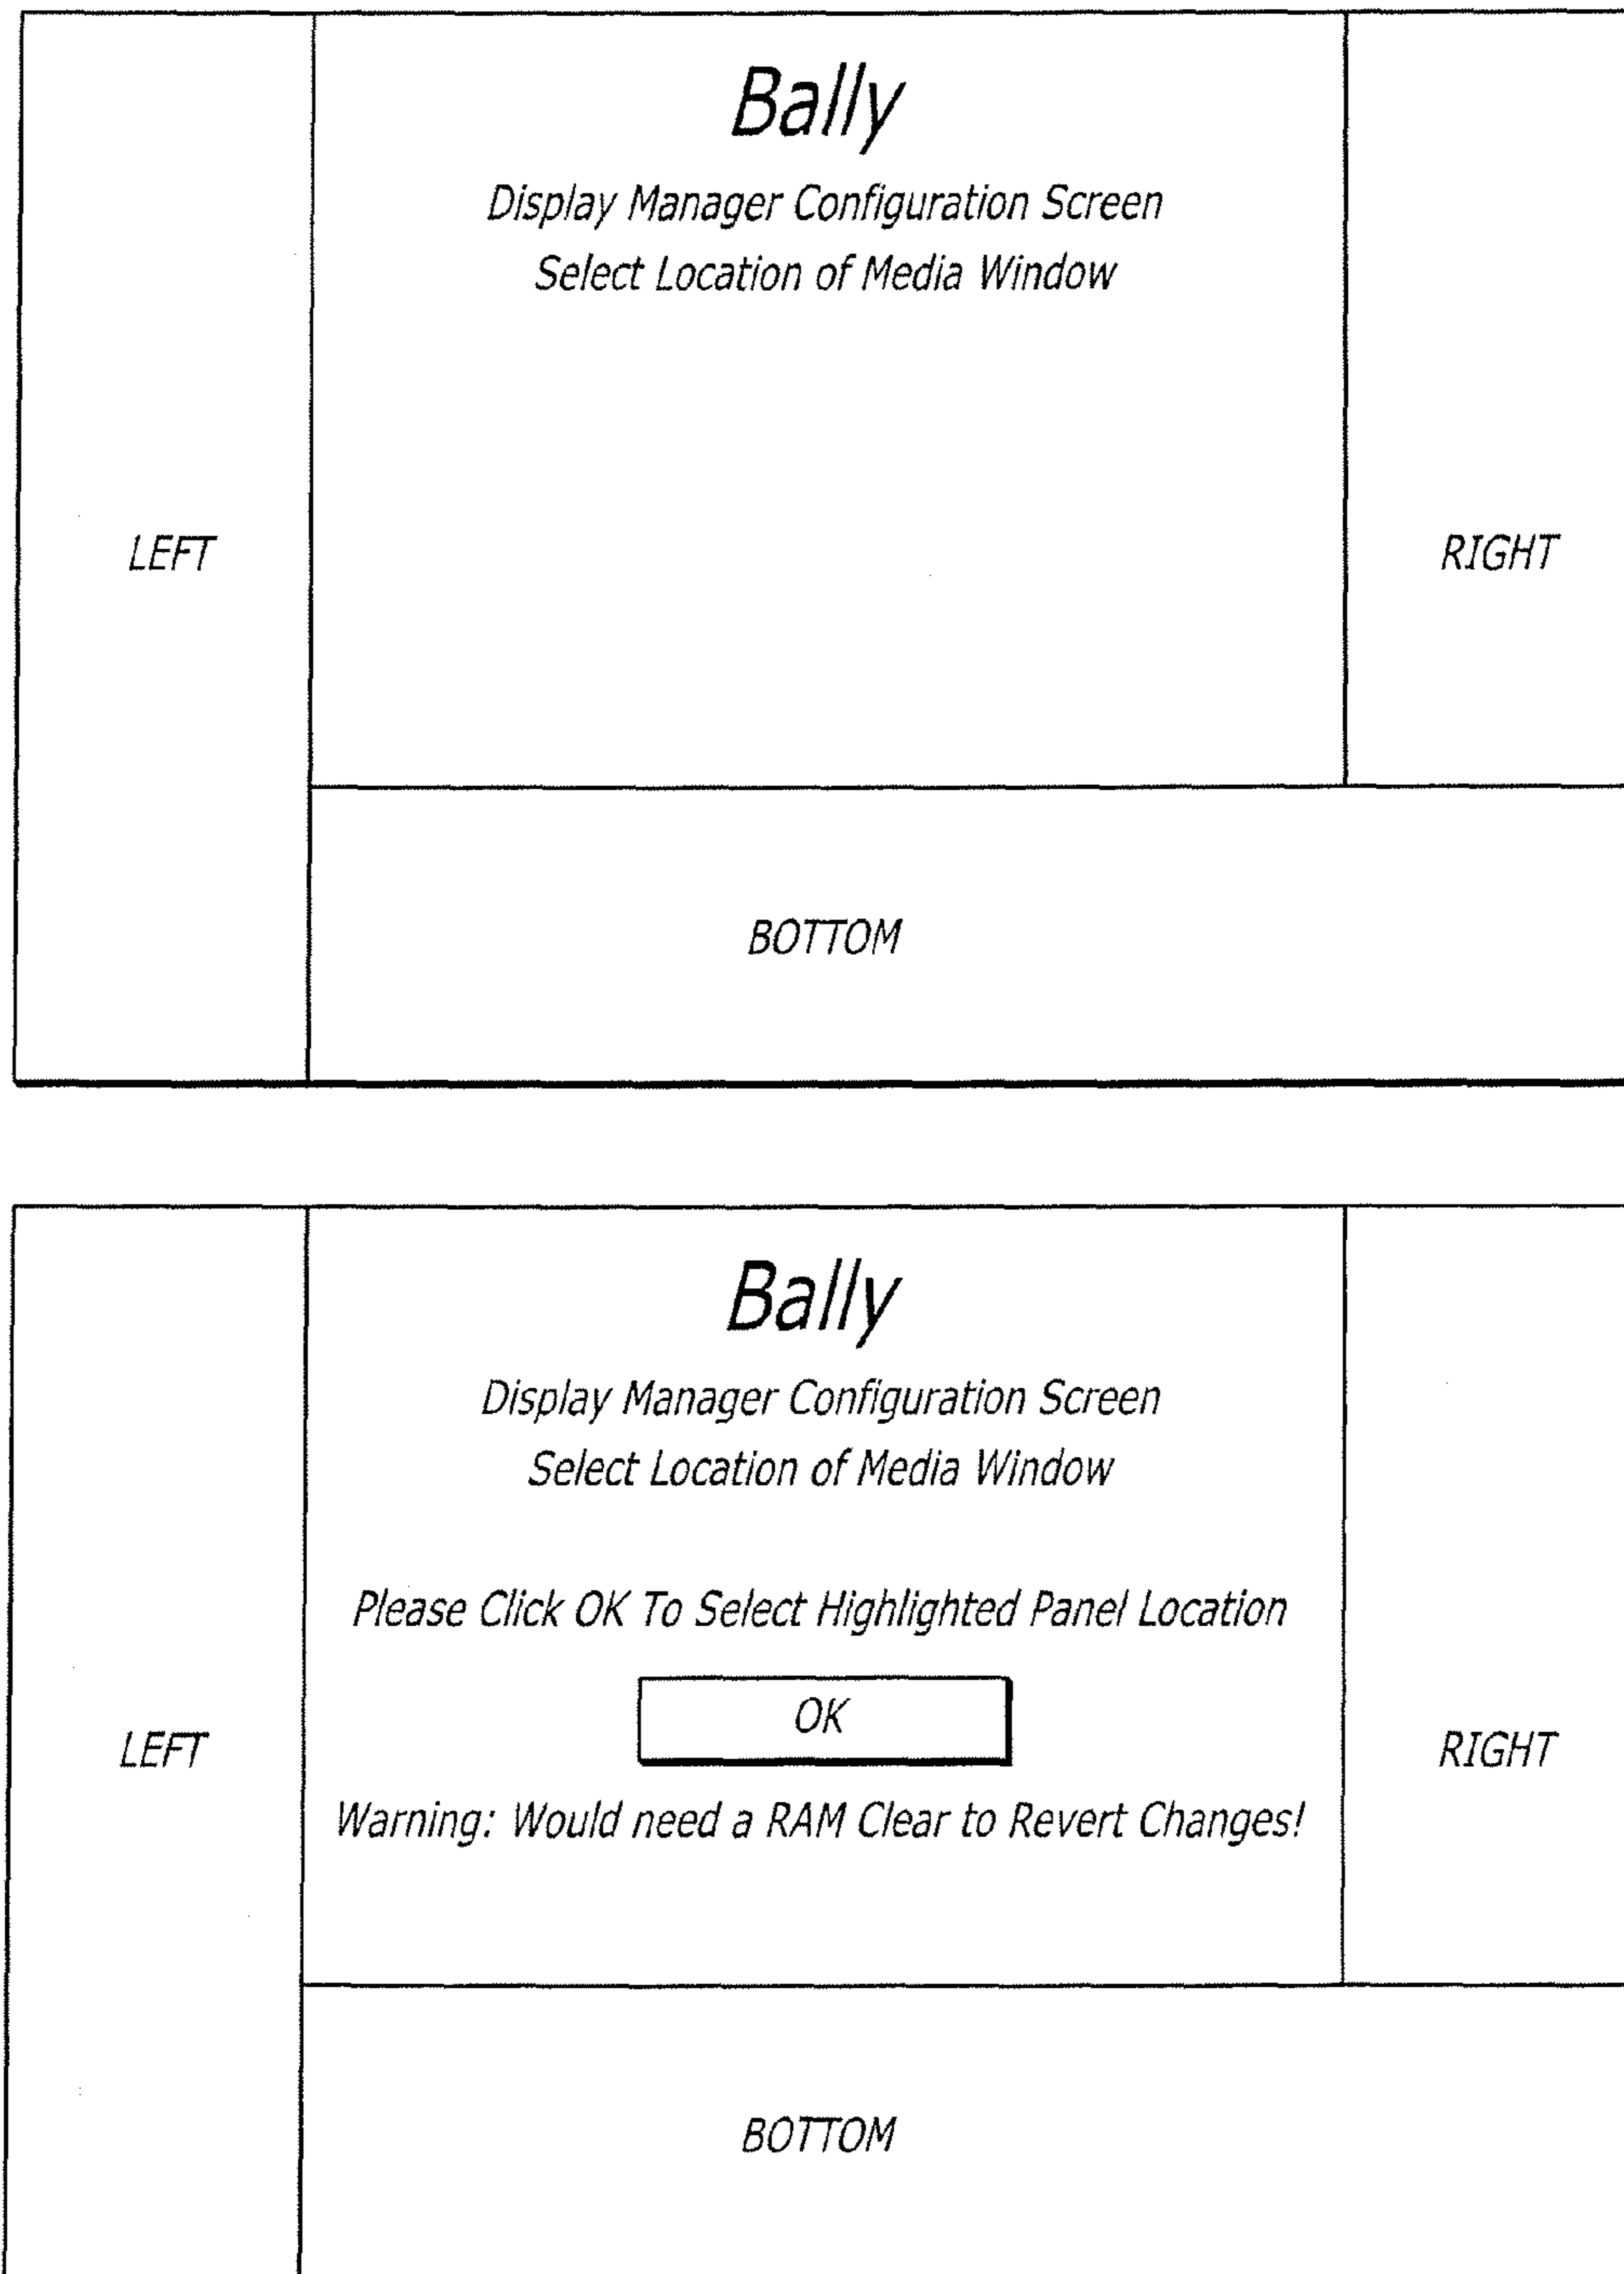 Bally
Display Manager Configuration Screen
Select Location of Media Window
LEFT
RIGHT
BOTTOM
Bally
Display Manager Configuration Screen
Select Location of Media Window
Please Click OK To Select Highlighted Panel Location
OK
LEFT
RIGHT
Warning: Would need a RAM Clear to Revert Changes!
BOTTOM